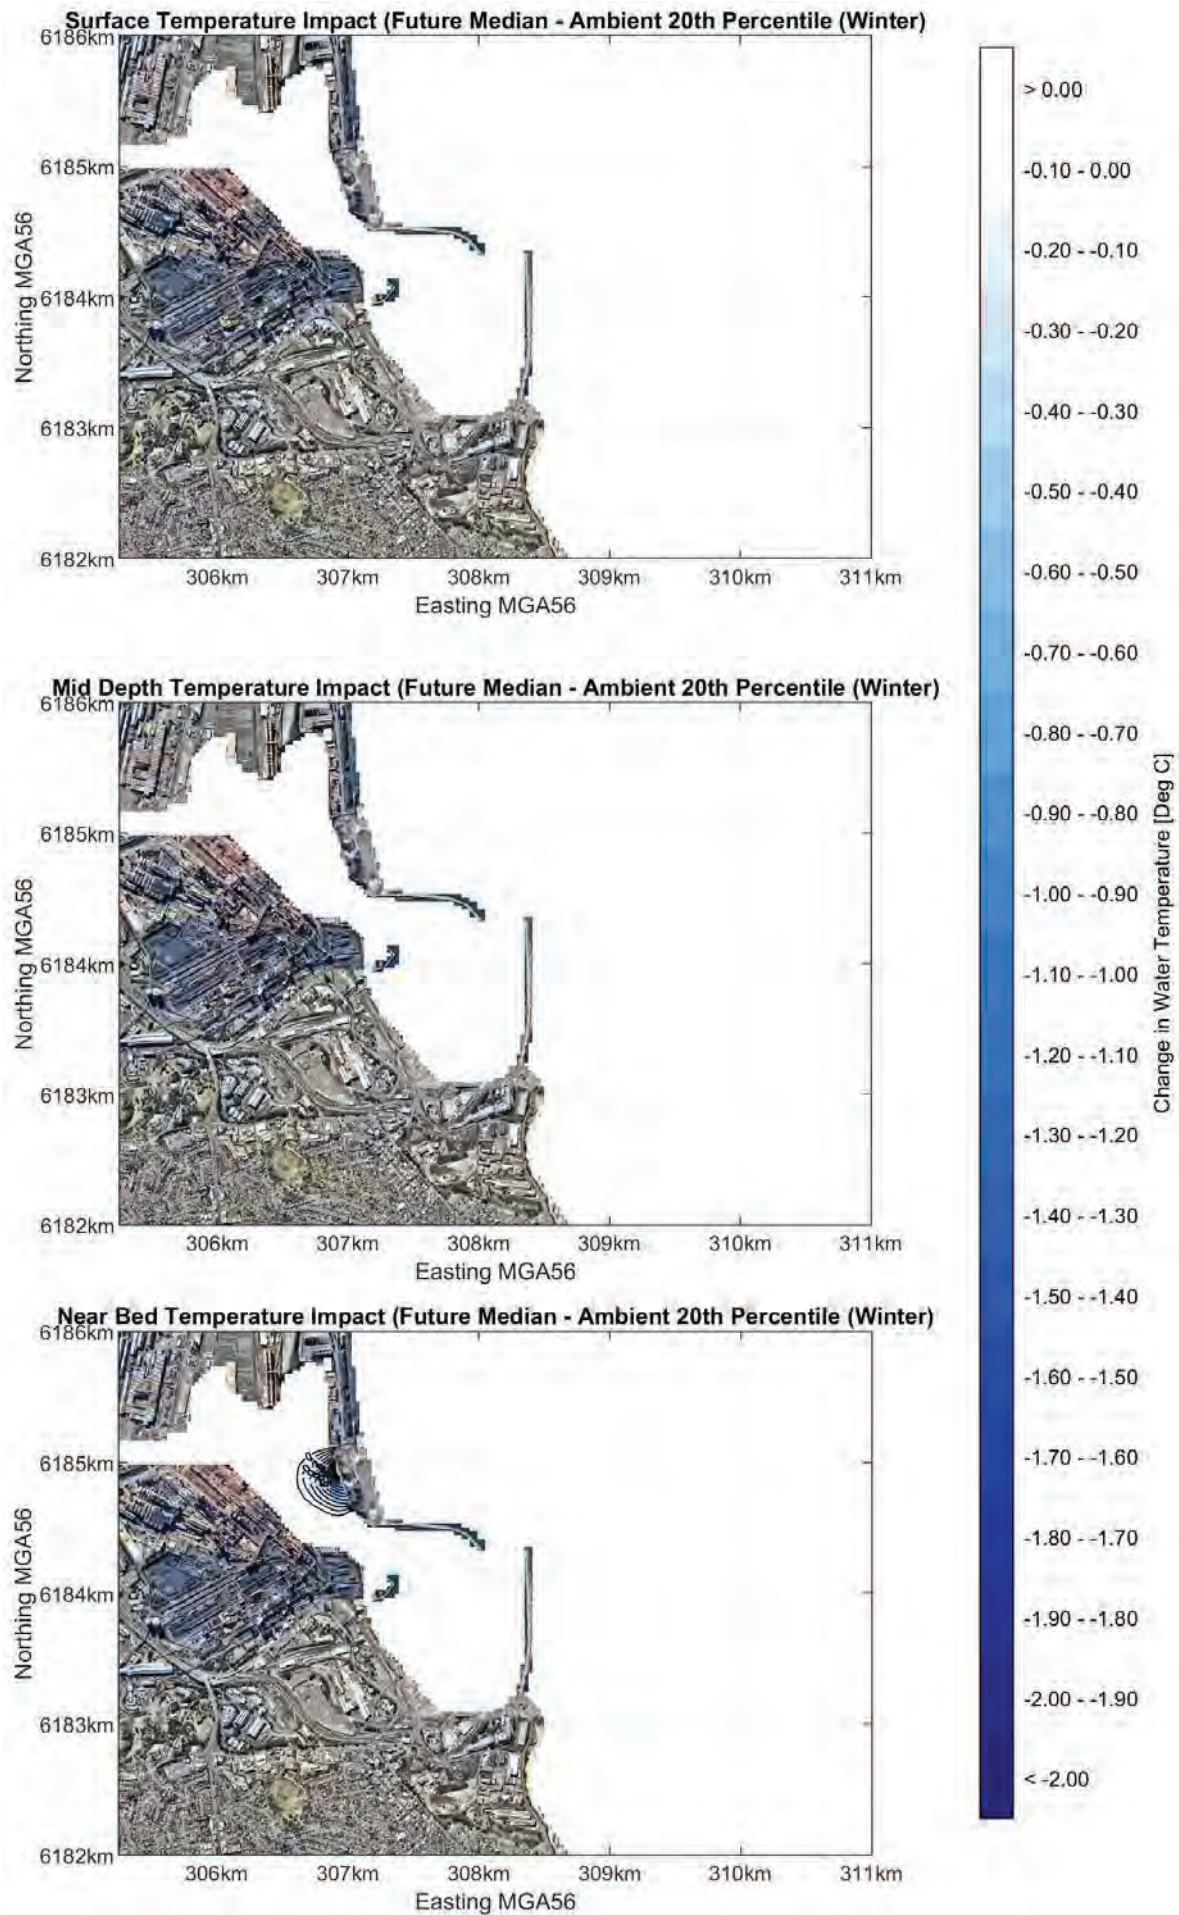 Surface Temperature Impact (Future Median - Ambient 20th Percentile (Winter)
6186km
6185km
6184km
6183km
6182km
Northing MGA56
306km 307km 308km 309km 310km 311km
Easting MGA56
Mid Depth Temperature Impact (Future Median - Ambient 20th Percentile (Winter)
6186km
6185km
6184km
6183km
6182km
Northing MGA56
306km 307km 308km 309km 310km 311km
Easting MGA56
Near Bed Temperature Impact (Future Median - Ambient 20th Percentile (Winter)
6186km
6185km
6184km
6183km
6182km
Northing MGA56
306km 307km 308km 309km 310km 311km
Easting MGA56
> 0.00
-0.10 - 0.00
-0.20 - -0.10
-0.30 - -0.20
-0.40 - -0.30
-0.50 - -0.40
-0.60 - -0.50
-0.70 - -0.60
-0.80 - -0.70
-0.90 - -0.80
-1.00 - -0.90
-1.10 - -1.00
-1.20 - -1.10
-1.30 - -1.20
-1.40 - -1.30
-1.50 - -1.40
-1.60 - -1.50
-1.70 - -1.60
-1.80 - -1.70
-1.90 - -1.80
-2.00 - -1.90
< -2.00
Change in Water Temperature [Deg C]